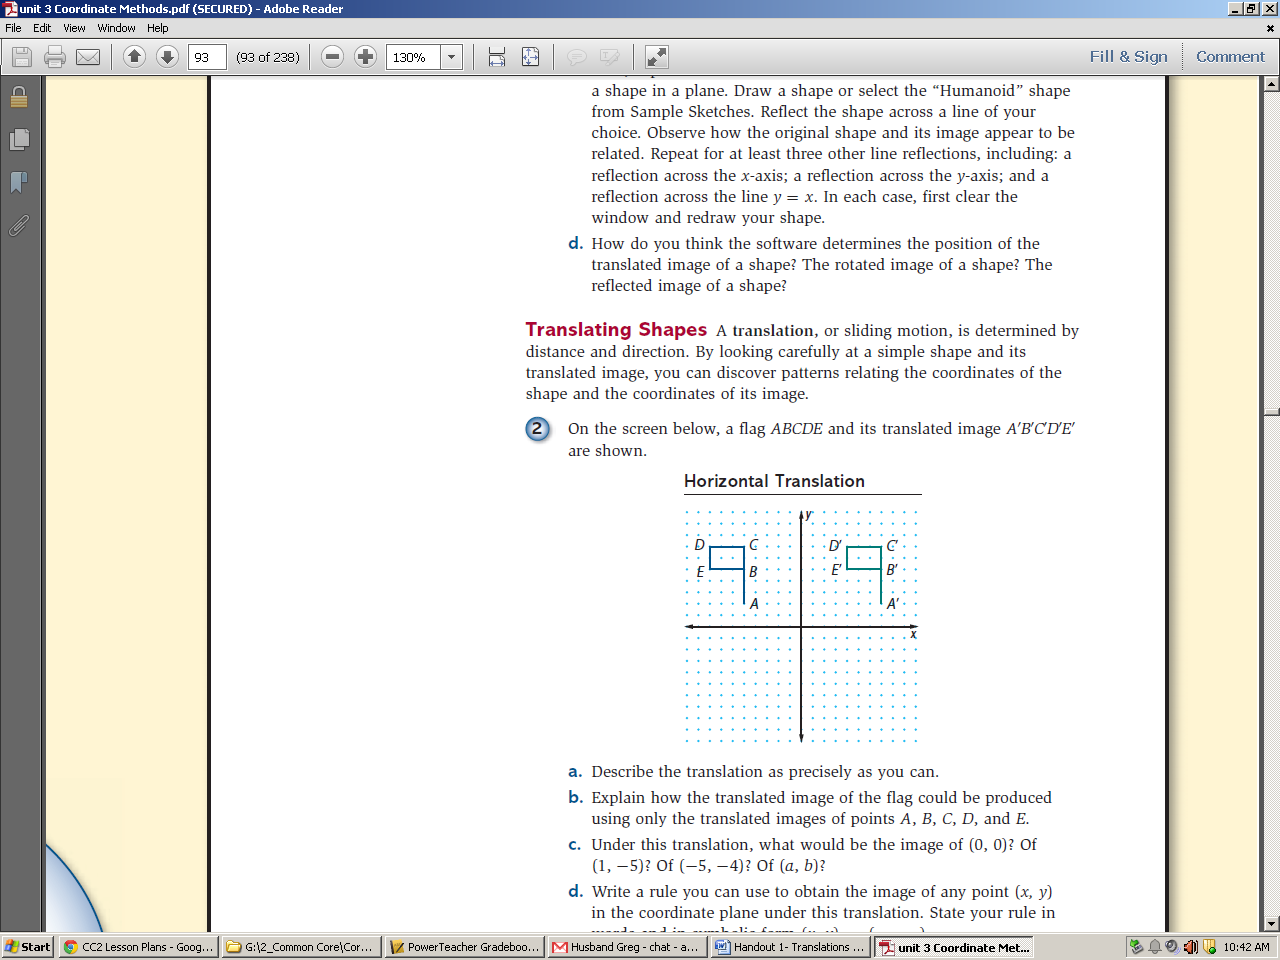 unit 3 Coordinate Methods.pdf (SECURED) - Adobe Reader
File Edit View Window Help
93 (93 of 238) 130% Fill & Sign Comment
a shape in a plane. Draw a shape or select the “Humanoid” shape
from Sample Sketches. Reflect the shape across a line of your
choice. Observe how the original shape and its image appear to be
related. Repeat for at least three other line reflections, including: a
reflection across the x-axis; a reflection across the y-axis; and a
reflection across the line y = x. In each case, first clear the
window and redraw your shape.
d. How do you think the software determines the position of the
translated image of a shape? The rotated image of a shape? The
reflected image of a shape?
Translating Shapes A translation, or sliding motion, is determined by
distance and direction. By looking carefully at a simple shape and its
translated image, you can discover patterns relating the coordinates of the
shape and the coordinates of its image.
2 On the screen below, a flag ABCDE and its translated image A′B′C′D′E′
are shown.
Horizontal Translation
y
D C D′ C′
E B E′ B′
A A′
x
a. Describe the translation as precisely as you can.
b. Explain how the translated image of the flag could be produced
using only the translated images of points A, B, C, D, and E.
c. Under this translation, what would be the image of (0, 0)? Of
(1, −5)? Of (−5, −4)? Of (a, b)?
d. Write a rule you can use to obtain the image of any point (x, y)
in the coordinate plane under this translation. State your rule in
Start CC2 Lesson Plans - Goog... G:\2_Common Core\Cor... PowerTeacher Gradeboo... Husband Greg - chat - a... Handout 1- Translations ... unit 3 Coordinate Met... 10:42 AM